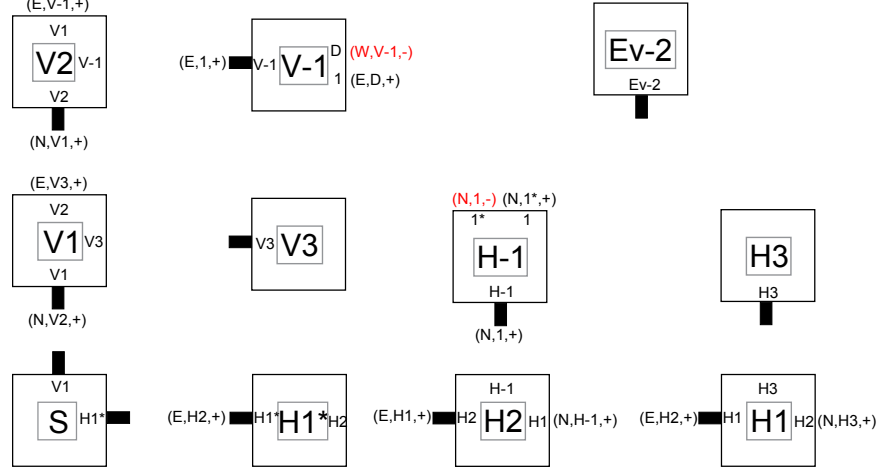 (E,V-1,+)
V1
V2
V-1
V2
(N,V1,+)
(E,1,+)
V-1
V-1
D
(W,V-1,-)
1
(E,D,+)
Ev-2
Ev-2
(E,V3,+)
V2
V1
V3
V1
(N,V2,+)
V3
V3
(N,1,-)
(N,1*,+)
1*
1
H-1
H-1
(N,1,+)
H3
H3
V1
S
H1*
(E,H2,+)
H1*
H1*
H2
(E,H1,+)
H-1
H2
H2
H1
(N,H-1,+)
(E,H2,+)
H3
H1
H1
H2
(N,H3,+)